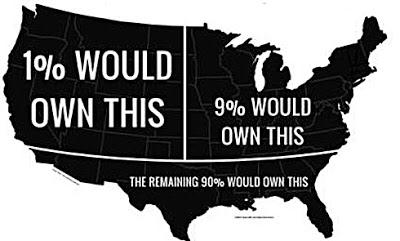 1% WOULD
OWN THIS
9% WOULD
OWN THIS
THE REMAINING 90% WOULD OWN THIS